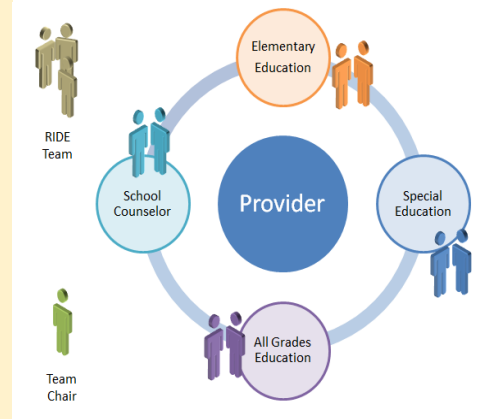 Elementary
Education
RIDE
Team
School
Counselor
Provider
Special
Education
All Grades
Education
Team
Chair